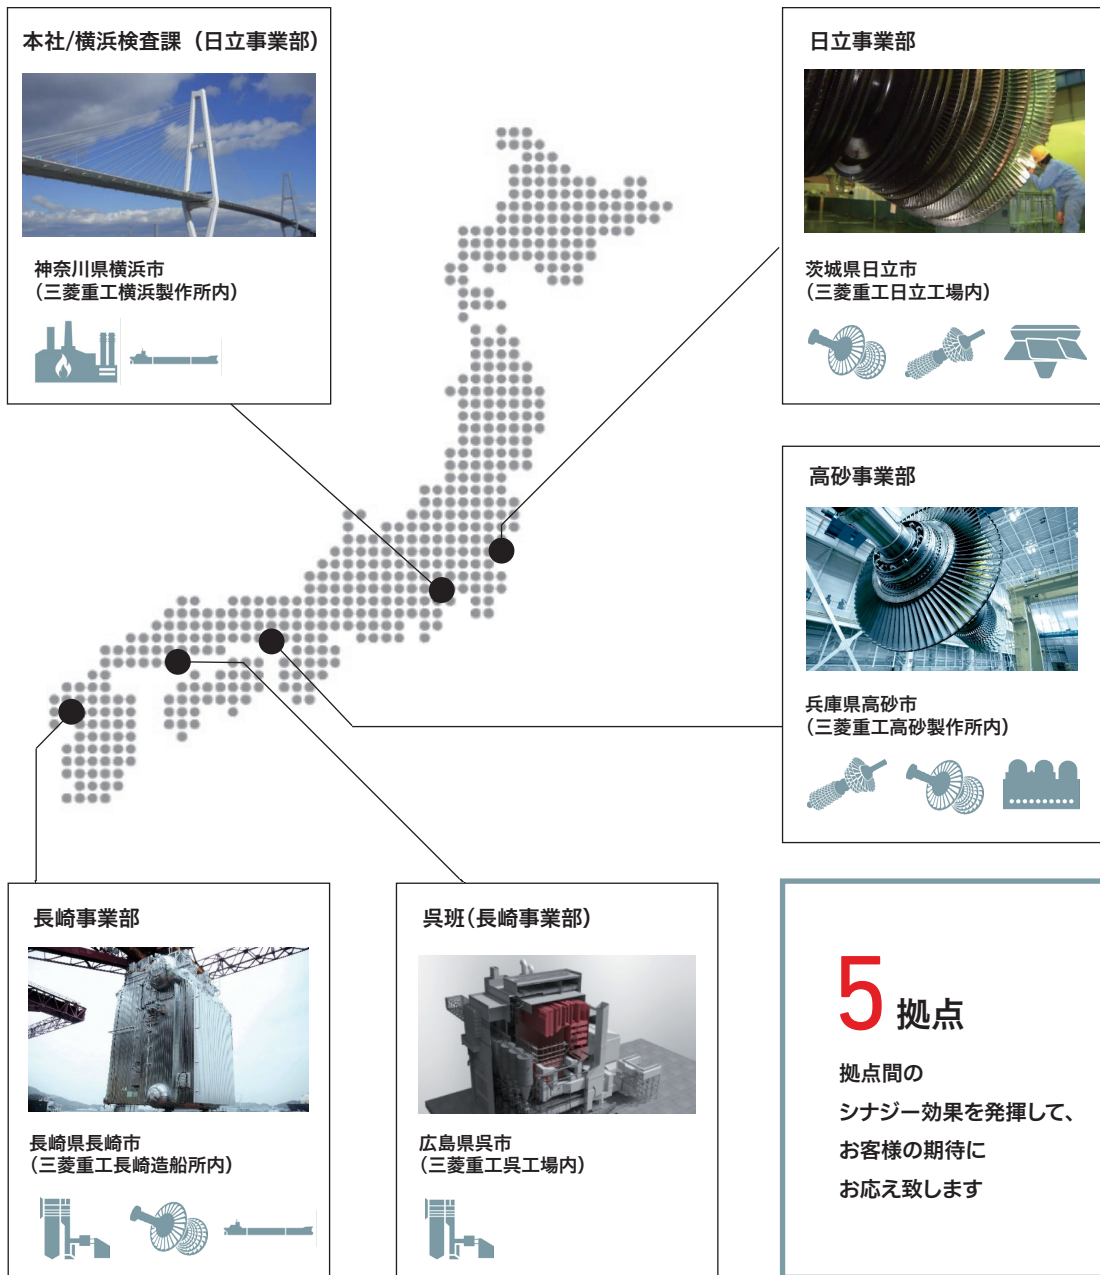 本社/横浜検査課（日立事業部）
神奈川県横浜市
（三菱重工横浜製作所内）
日立事業部
茨城県日立市
（三菱重工日立工場内）
高砂事業部
兵庫県高砂市
（三菱重工高砂製作所内）
長崎事業部
長崎県長崎市
（三菱重工長崎造船所内）
呉班（長崎事業部）
広島県呉市
（三菱重工呉工場内）
5 拠点
拠点間の
シナジー効果を発揮して、
お客様の期待に
お応え致します